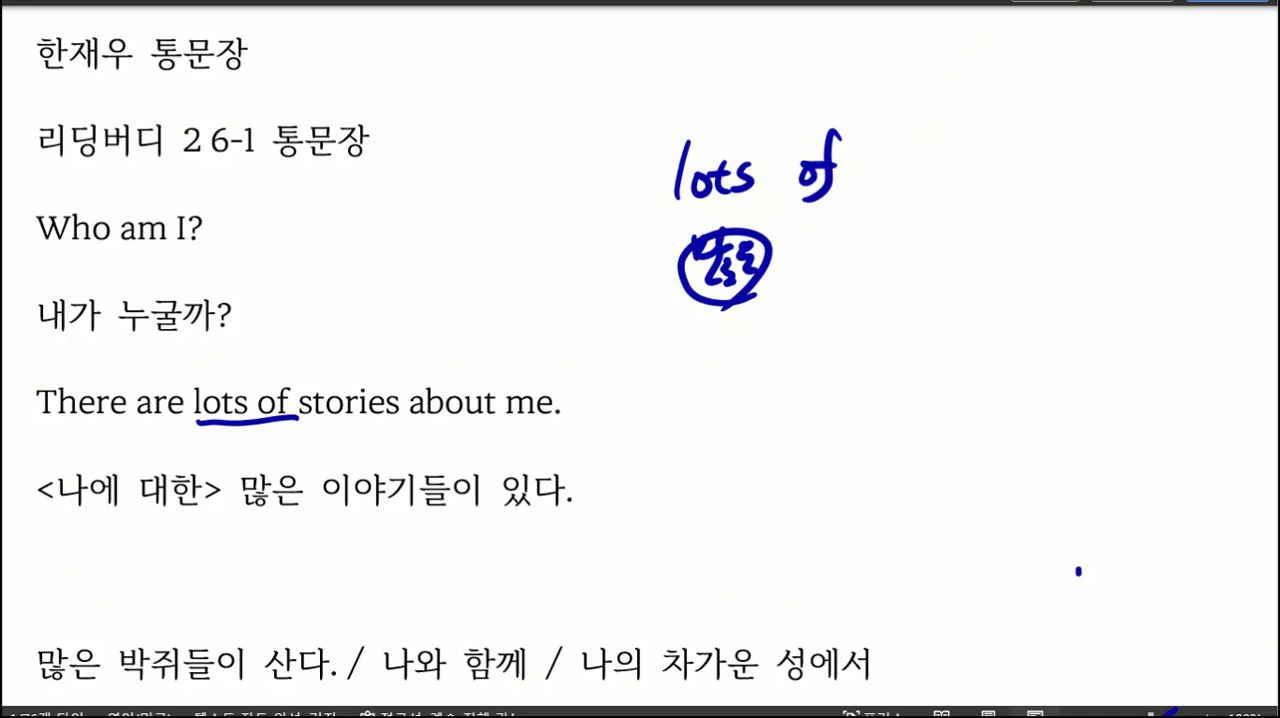 한재우 통문장
리딩버디 2 6-1 통문장
lots of
Who am I?
내가 누굴까?
There are lots of stories about me.
<나에 대한> 많은 이야기들이 있다.
많은 박쥐들이 산다. / 나와 함께 / 나의 차가운 성에서